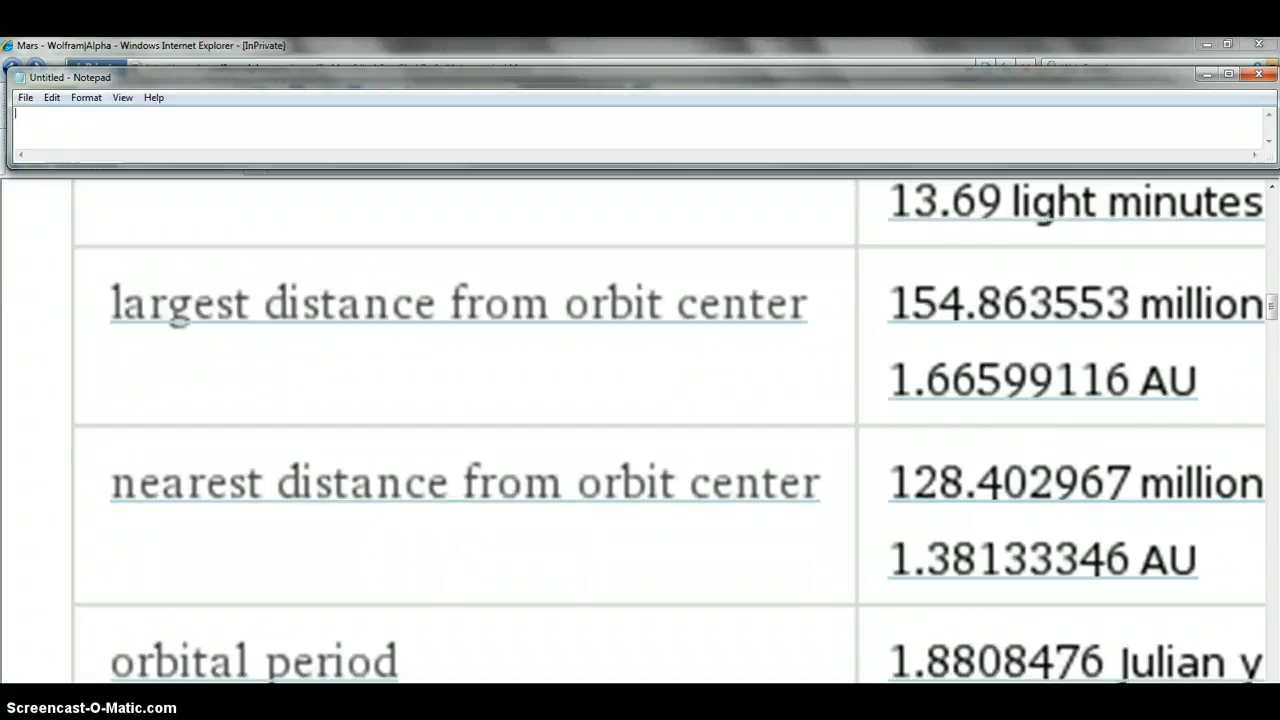 Mars - Wolfram|Alpha - Windows Internet Explorer - [InPrivate]
Untitled - Notepad
File Edit Format View Help
13.69 light minutes
largest distance from orbit center
154.863553 million
1.66599116 AU
nearest distance from orbit center
128.402967 million
1.38133346 AU
orbital period
1.8808476 Julian y
Screencast-O-Matic.com